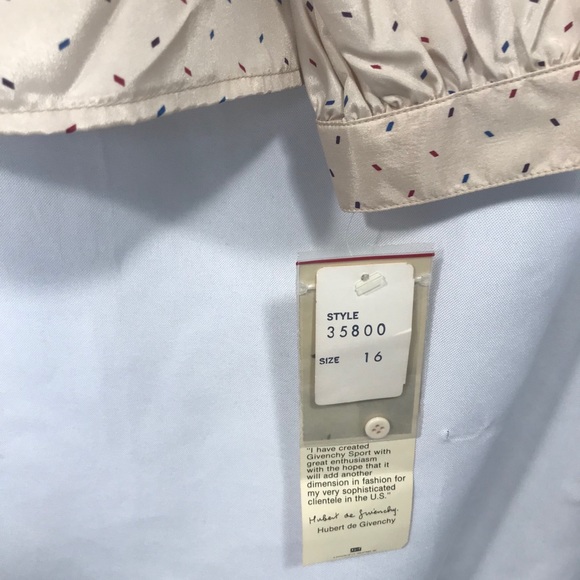 STYLE
35800
SIZE 16
"I have created
Givenchy Sport with
great enthusiasm
with the hope that it
will add another
dimension in fashion for
my very sophisticated
clientele in the U.S."
Hubert de Givenchy.
Hubert de Givenchy